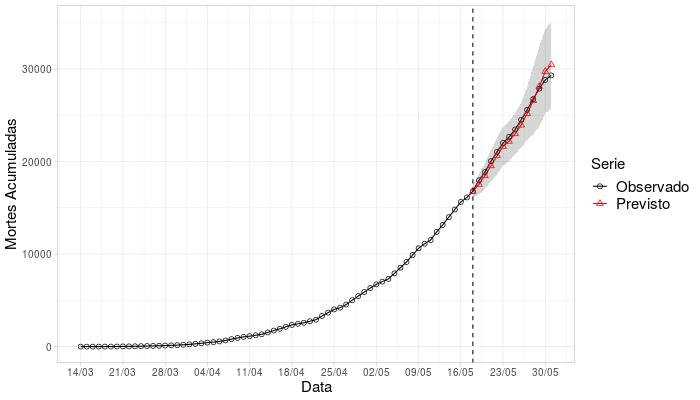 Mortes Acumuladas
30000
20000
10000
0
14/03 21/03 28/03 04/04 11/04 18/04 25/04 02/05 09/05 16/05 23/05 30/05
Data
Serie
Observado
Previsto